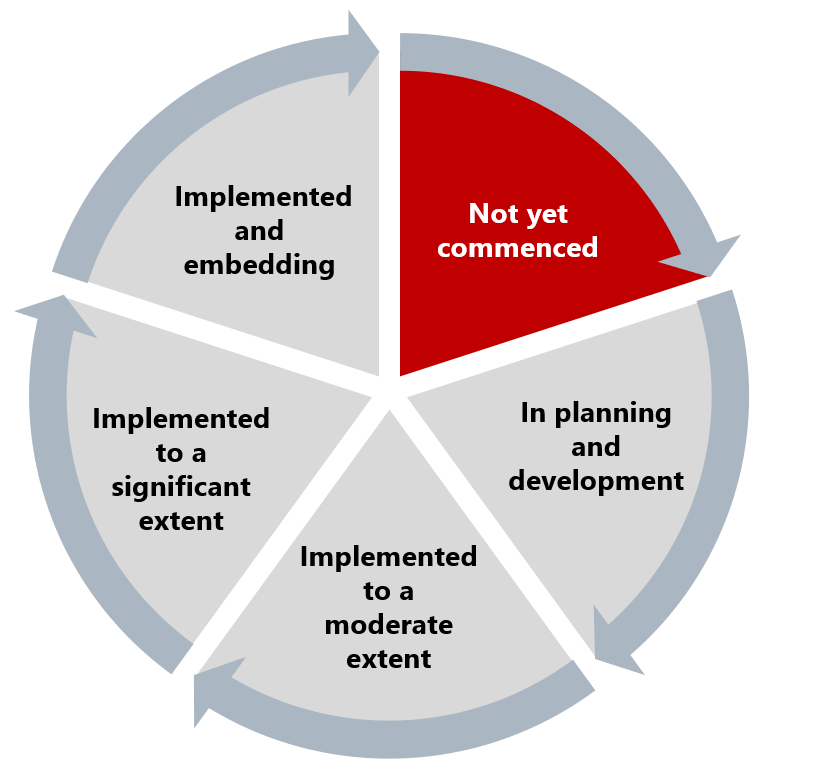 Not yet
commenced
In planning
and
development
Implemented
to a
moderate
extent
Implemented
to a
significant
extent
Implemented
and
embedding